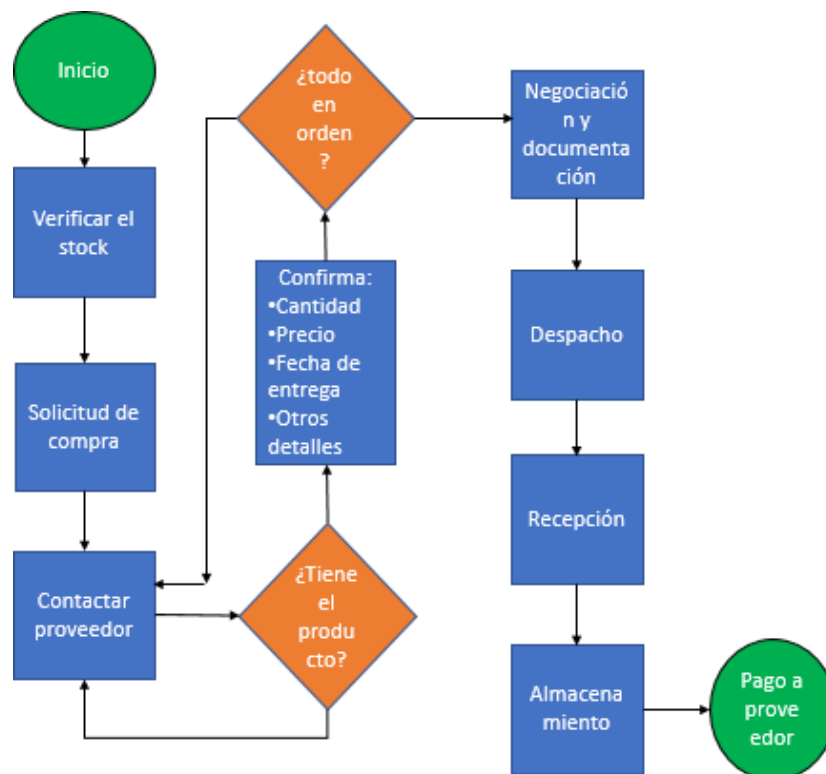 Inicio
Verificar el
stock
Solicitud de
compra
Contactar
proveedor
¿Tiene
el
produ
cto?
Confirma:
•Cantidad
•Precio
•Fecha de
entrega
•Otros
detalles
¿todo
en
orden
?
Negociació
n y
documenta
ción
Despacho
Recepción
Almacena
miento
Pago a
prove
edor